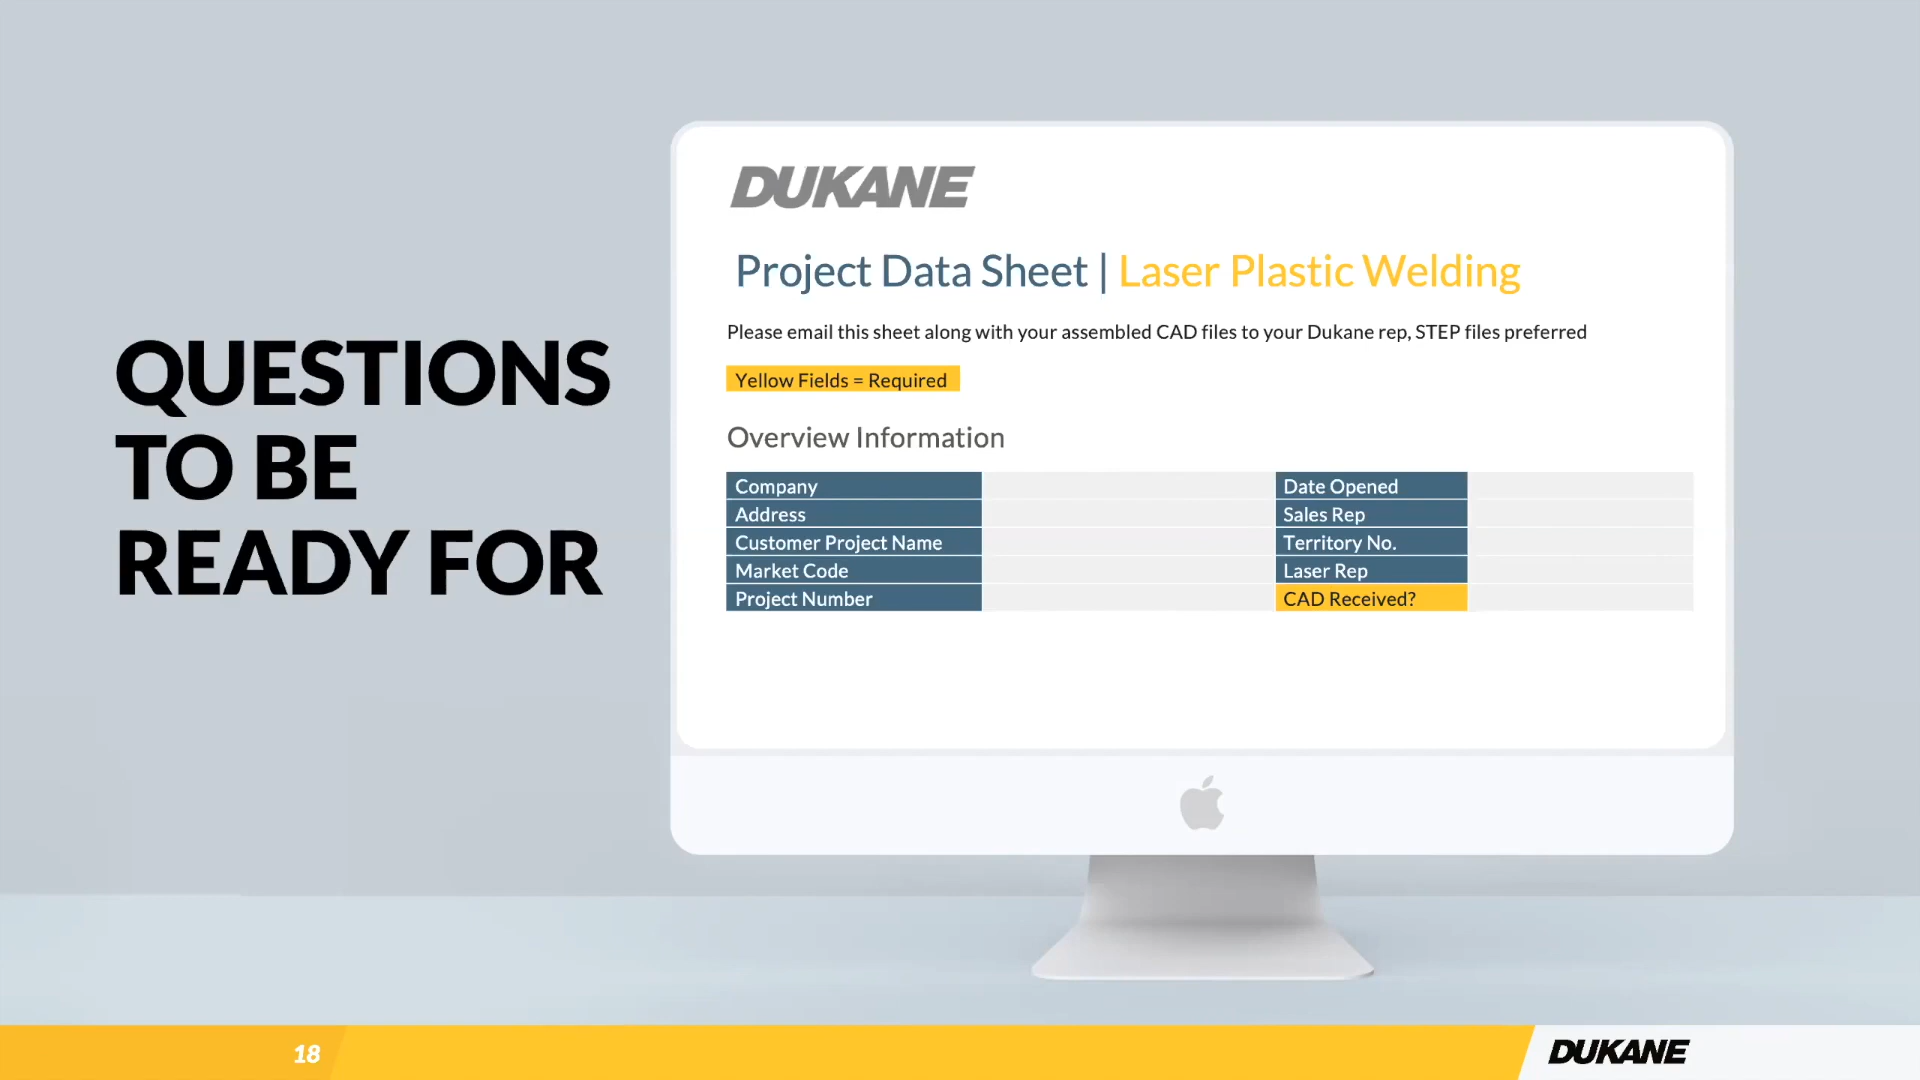 QUESTIONS
TO BE
READY FOR
DUKANE
Project Data Sheet | Laser Plastic Welding
Please email this sheet along with your assembled CAD files to your Dukane rep, STEP files preferred
Yellow Fields = Required
Overview Information
Company
Date Opened
Address
Sales Rep
Customer Project Name
Territory No.
Market Code
Laser Rep
Project Number
CAD Received?
18
DUKANE